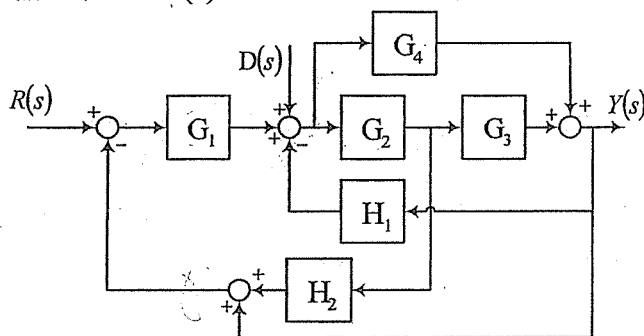 D(s)
G₄
R(s)
+
+
+
Y(s)
G₁
+
−
G₂
G₃
+
−
H₁
+
H₂
+